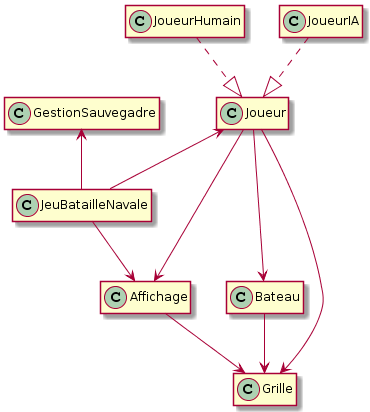 C JoueurHumain
C JoueurIA
C GestionSauvegadre
C Joueur
C JeuBatailleNavale
C Affichage
C Bateau
C Grille